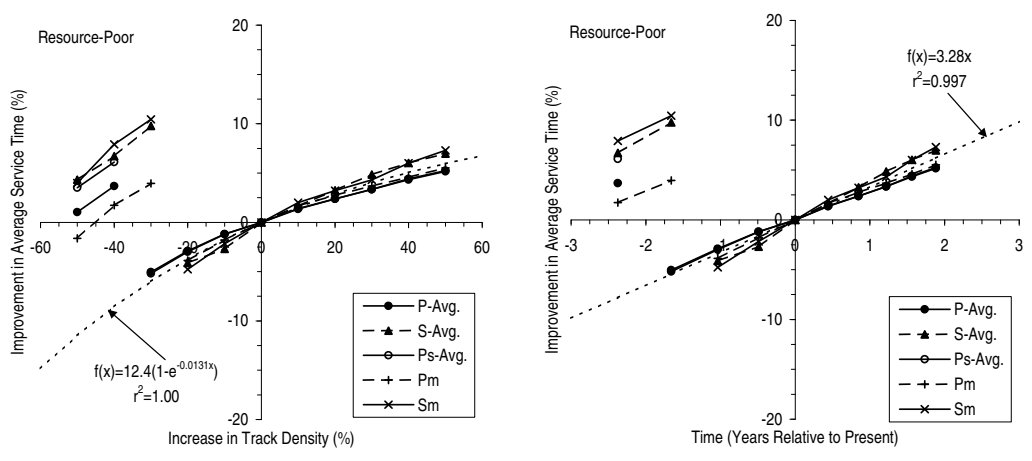 Resource-Poor
Improvement in Average Service Time (%)
20
10
0
-10
-20
-60 -40 -20 0 20 40 60
f(x)=12.4(1-e^-0.0131x)
r²=1.00
P-Avg.
S-Avg.
Ps-Avg.
Pm
Sm
Increase in Track Density (%)
Resource-Poor
Improvement in Average Service Time (%)
20
10
0
-10
-20
-3 -2 -1 0 1 2 3
f(x)=3.28x
r²=0.997
P-Avg.
S-Avg.
Ps-Avg.
Pm
Sm
Time (Years Relative to Present)